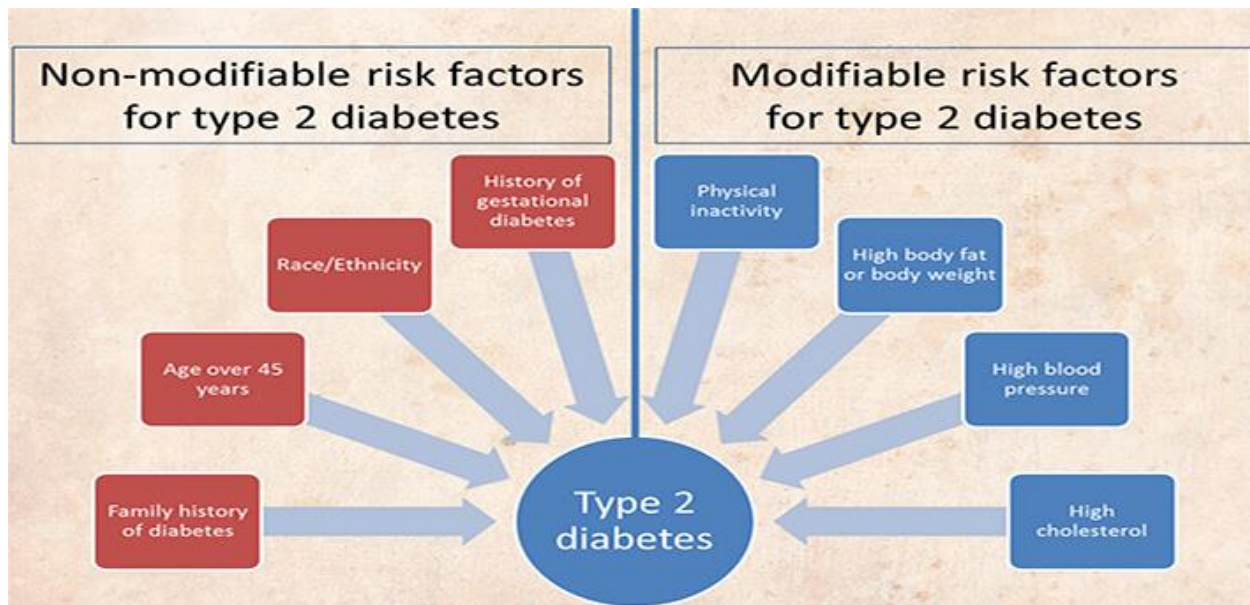 Non-modifiable risk factors
for type 2 diabetes
Modifiable risk factors
for type 2 diabetes
History of
gestational
diabetes
Race/Ethnicity
Age over 45
years
Family history
of diabetes
Physical
inactivity
High body fat
or body weight
High blood
pressure
High
cholesterol
Type 2
diabetes